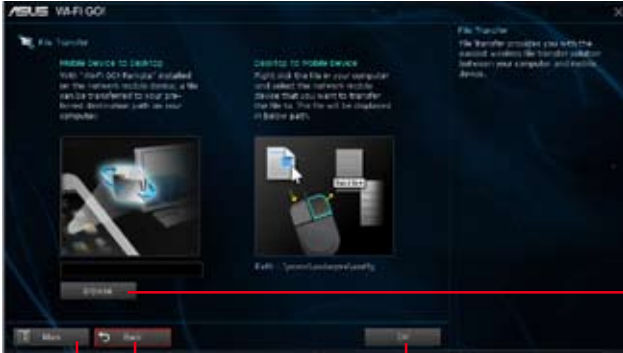 ASUS WI-FI GO!
File Transfer
Mobile Device to Desktop
With "Wi-Fi GO! Remote" installed
on the network mobile device, a file
can be transferred to your pre-
ferred destination path on your
computer.
Desktop to Mobile Device
Right click the file in your computer
and select the network mobile
device that you want to transfer
the file to. The file will be displayed
in below path.
File Transfer
File Transfer provides you with the
easiest wireless file transfer solution
between your computer and mobile
device.
Send to
Path :
Browse
Main
Back